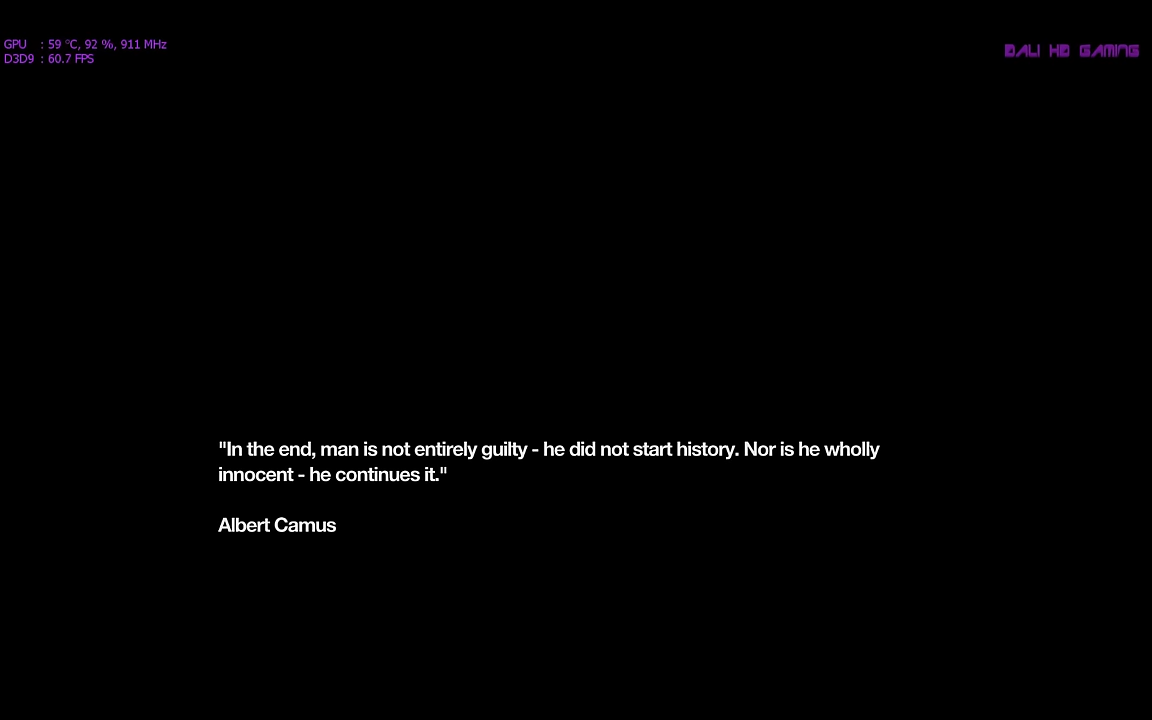 GPU : 59 °C, 92 %, 911 MHz
D3D9 : 60.7 FPS
DALI HD GAMING
"In the end, man is not entirely guilty - he did not start history. Nor is he wholly
innocent - he continues it."
Albert Camus